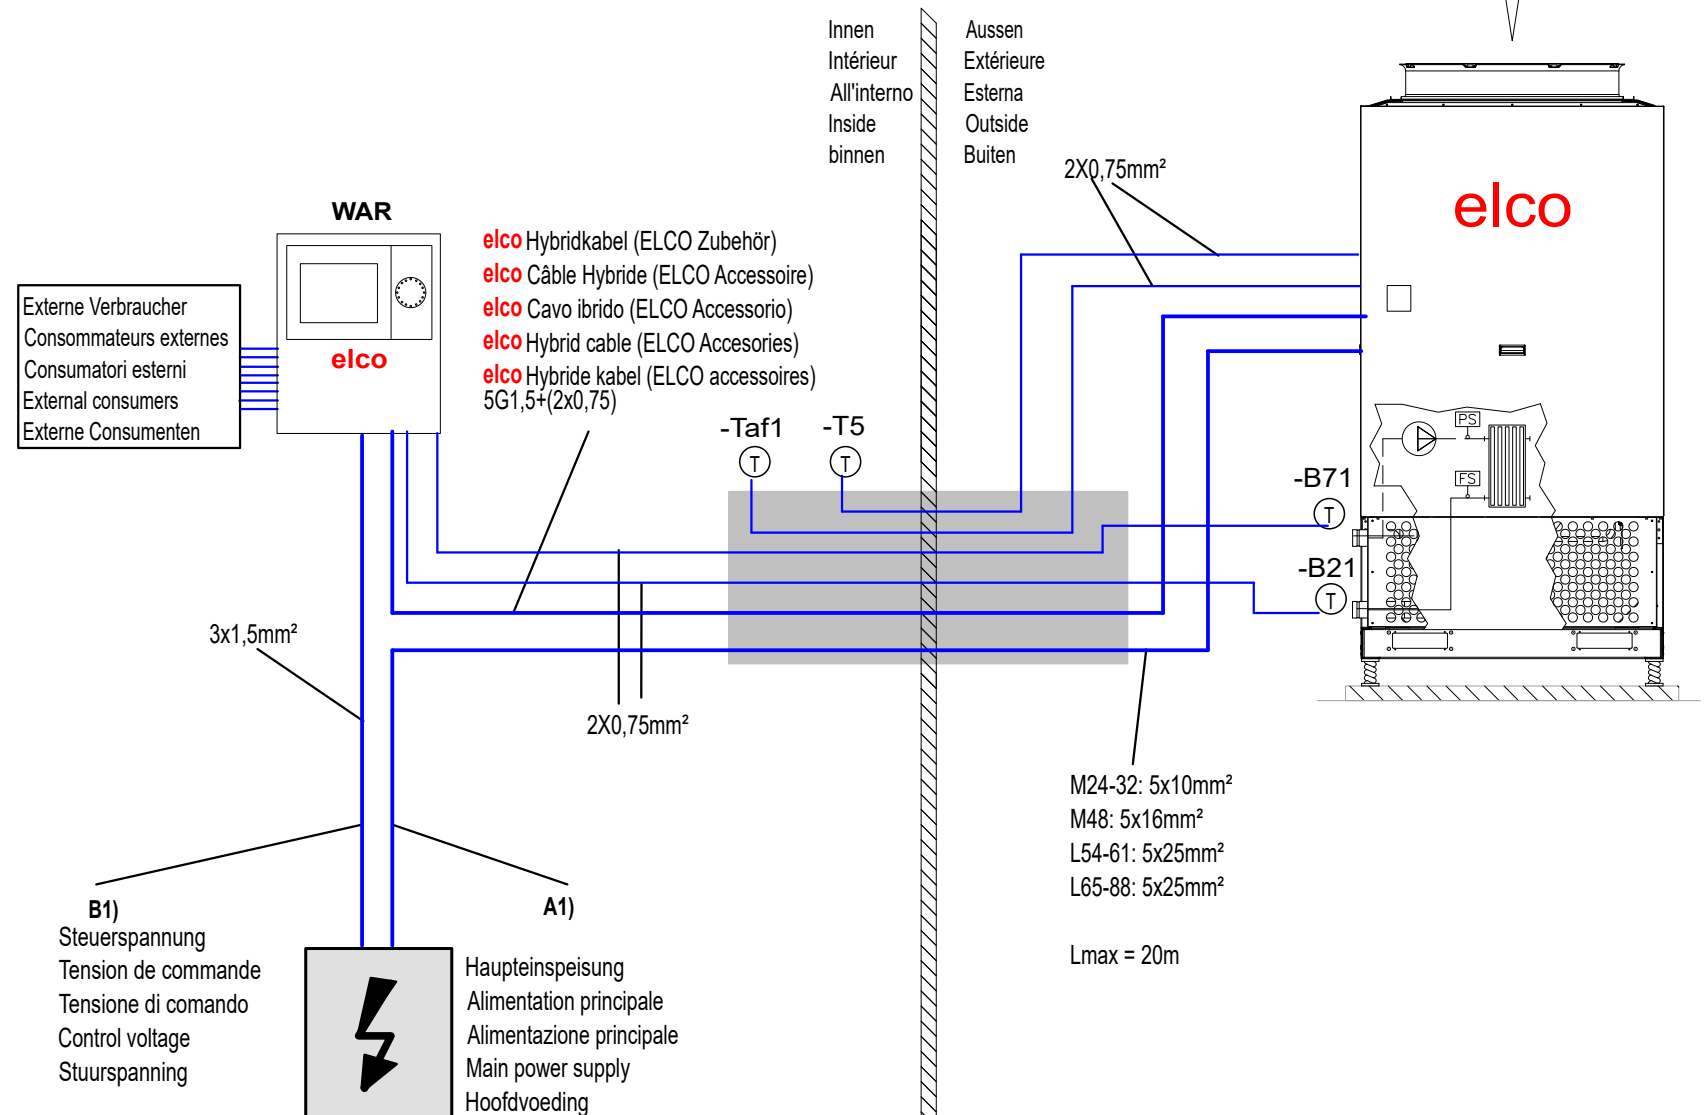 Innen
Intérieur
All'interno
Inside
binnen
Aussen
Extérieure
Esterna
Outside
Buiten
2X0,75mm²
elco
WAR
elco
elco Hybridkabel (ELCO Zubehör)
elco Câble Hybride (ELCO Accessoire)
elco Cavo ibrido (ELCO Accessorio)
elco Hybrid cable (ELCO Accesories)
elco Hybride kabel (ELCO accessoires)
5G1,5+(2x0,75)
Externe Verbraucher
Consommateurs externes
Consumatori esterni
External consumers
Externe Consumenten
-Taf1
T
-T5
T
PS
FS
-B71
T
-B21
T
3x1,5mm²
2X0,75mm²
M24-32: 5x10mm²
M48: 5x16mm²
L54-61: 5x25mm²
L65-88: 5x25mm²
Lmax = 20m
B1)
Steuerspannung
Tension de commande
Tensione di comando
Control voltage
Stuurspanning
A1)
Haupteinspeisung
Alimentation principale
Alimentazione principale
Main power supply
Hoofdvoeding